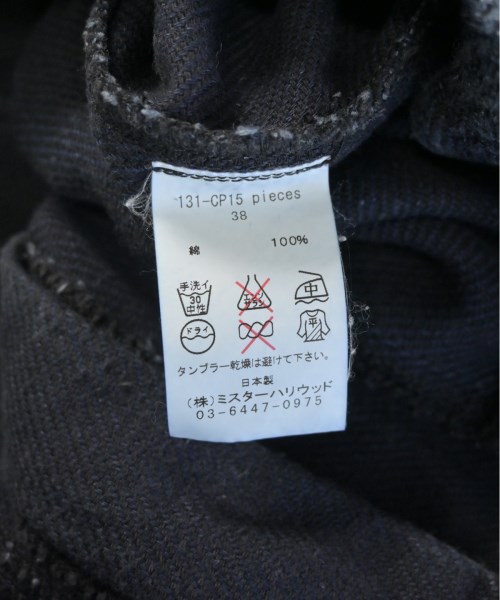 131-CP15 pieces
38
綿 100%
手洗イ
30
中性
エンソ
サラシ
中
ドライ
平
タンブラー乾燥は避けて下さい。
日本製
(株)ミスターハリウッド
03-6447-0975